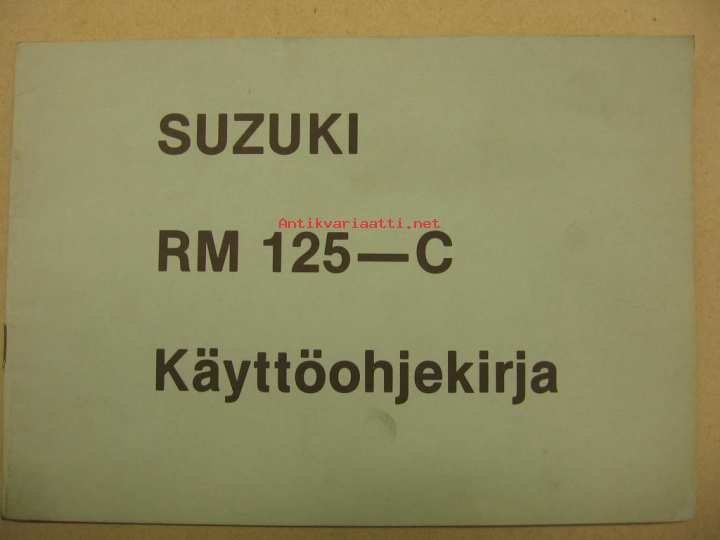 SUZUKI
Antikvariaatti.net
RM 125—C
Käyttöohjekirja